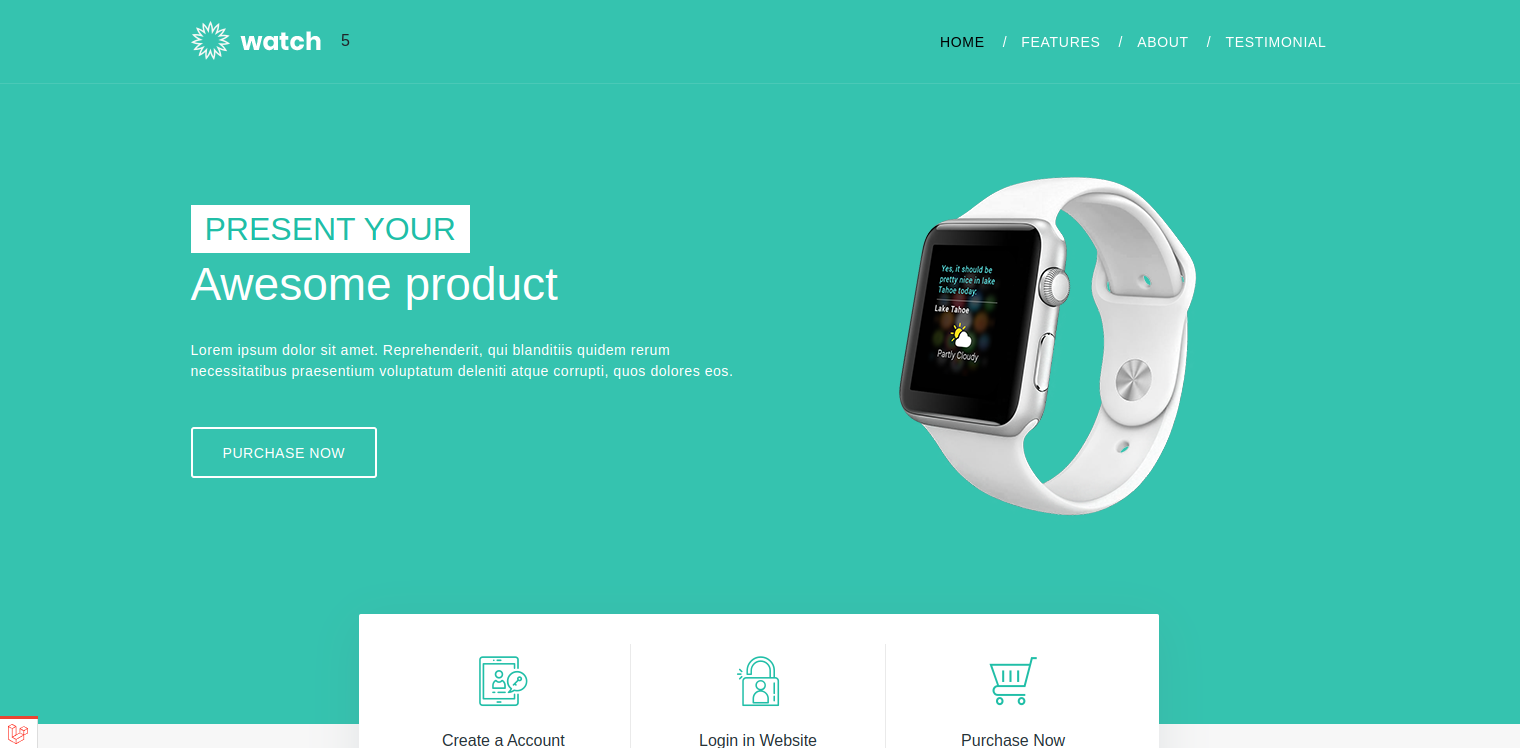 watch 5
HOME / FEATURES / ABOUT / TESTIMONIAL
PRESENT YOUR
Awesome product
Lorem ipsum dolor sit amet. Reprehenderit, qui blanditiis quidem rerum
necessitatibus praesentium voluptatum deleniti atque corrupti, quos dolores eos.
PURCHASE NOW
Yes, it should be
pretty nice in lake
Tahoe today:
Lake Tahoe
Partly Cloudy
Create a Account
Login in Website
Purchase Now